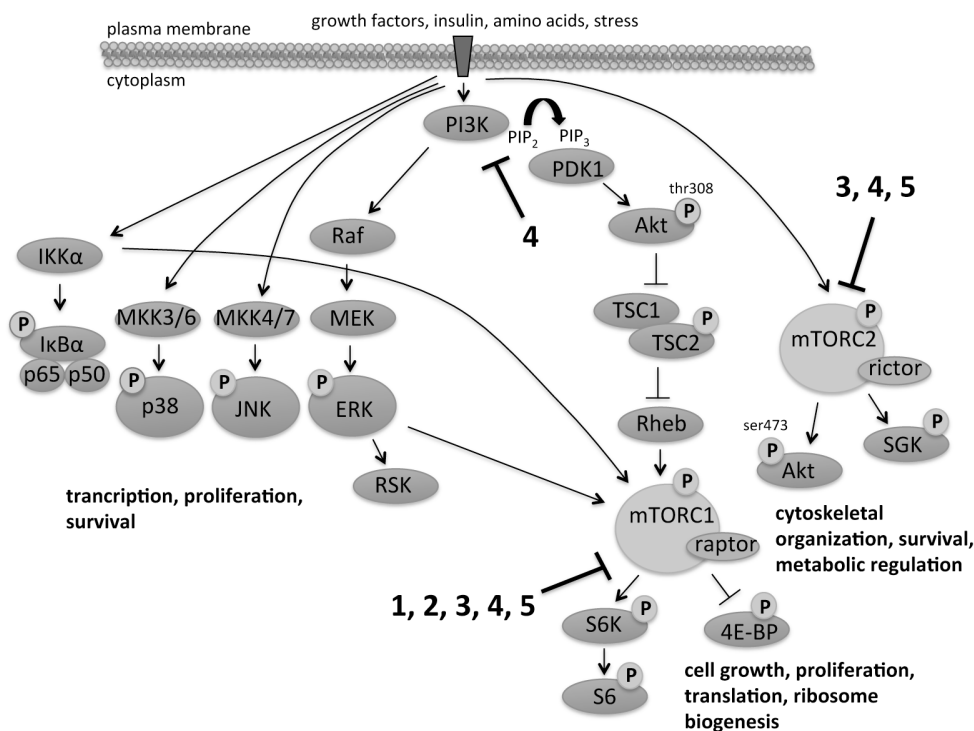 growth factors, insulin, amino acids, stress
plasma membrane
cytoplasm
PI3K
PIP2
PIP3
PDK1
thr308
Akt
P
3, 4, 5
4
Raf
IKKα
MKK3/6
MKK4/7
MEK
TSC1
TSC2
P
P
mTORC2
rictor
P
IκBα
p65
p50
P
p38
P
JNK
P
ERK
Rheb
ser473
P
Akt
P
SGK
RSK
trancription, proliferation,
survival
P
mTORC1
raptor
cytoskeletal
organization, survival,
metabolic regulation
1, 2, 3, 4, 5
S6K
P
4E-BP
P
S6
P
cell growth, proliferation,
translation, ribosome
biogenesis